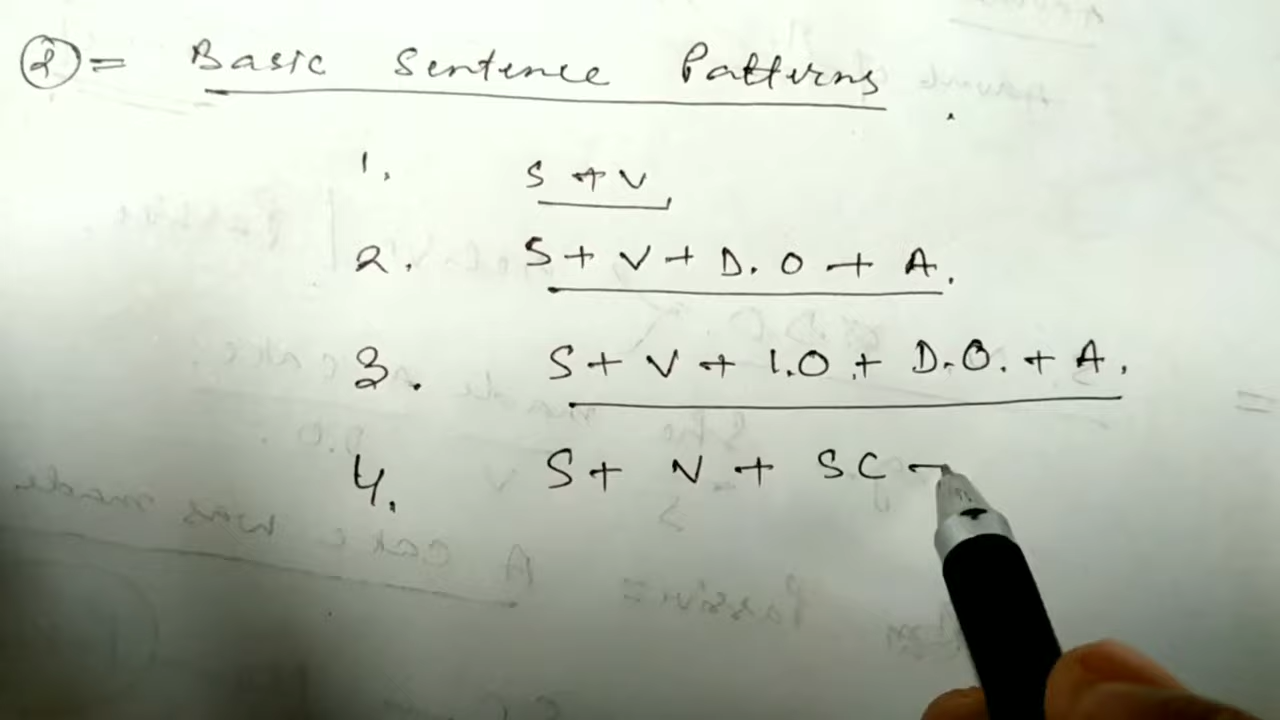 2 = Basic Sentence Patterns
1. S + V
2. S + V + D.O + A.
3. S + V + I.O + D.O. + A.
4. S + V + SC -